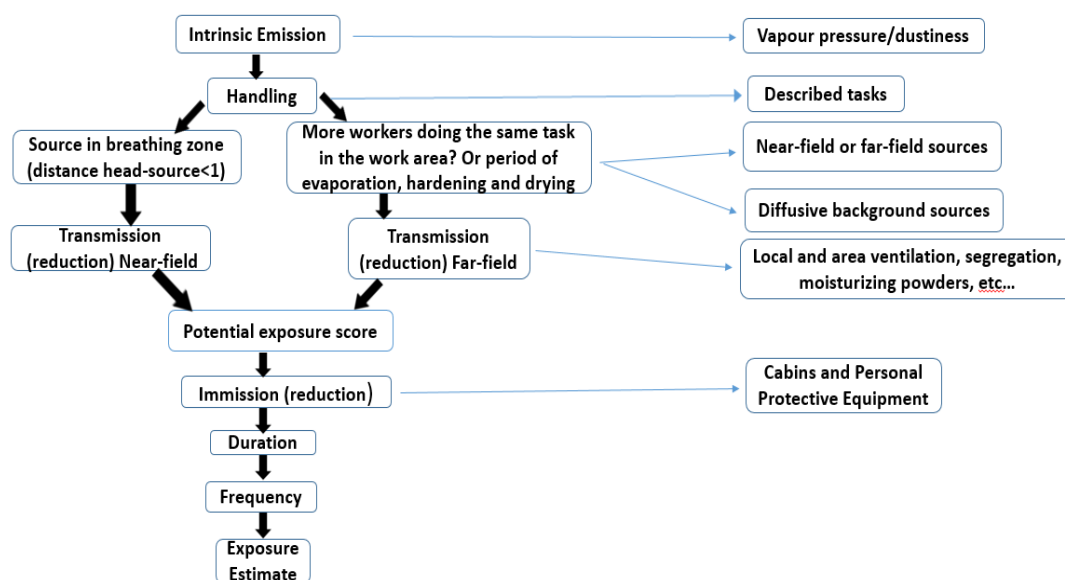 Intrinsic Emission
Vapour pressure/dustiness
Handling
Described tasks
Source in breathing zone
(distance head-source<1)
More workers doing the same task
in the work area? Or period of
evaporation, hardening and drying
Near-field or far-field sources
Diffusive background sources
Transmission
(reduction) Near-field
Transmission
(reduction) Far-field
Local and area ventilation, segregation,
moisturizing powders, etc...
Potential exposure score
Immission (reduction)
Cabins and Personal
Protective Equipment
Duration
Frequency
Exposure
Estimate